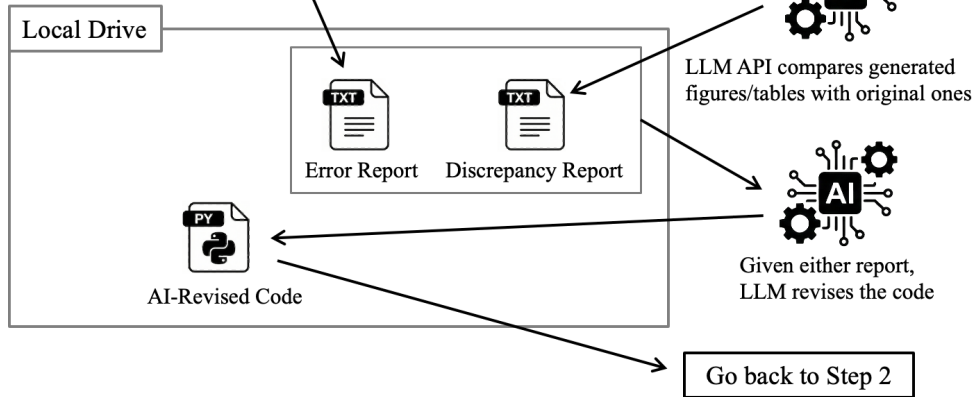 Local Drive
LLM API compares generated
figures/tables with original ones
TXT
TXT
Error Report
Discrepancy Report
AI
PY
Given either report,
LLM revises the code
AI-Revised Code
Go back to Step 2